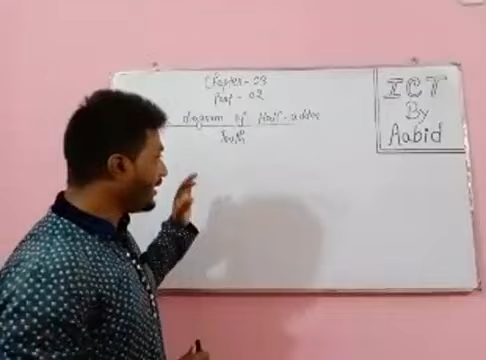 Chapter - 03
Part - 02
diagram of Half-adder
ICT
By
Aabid